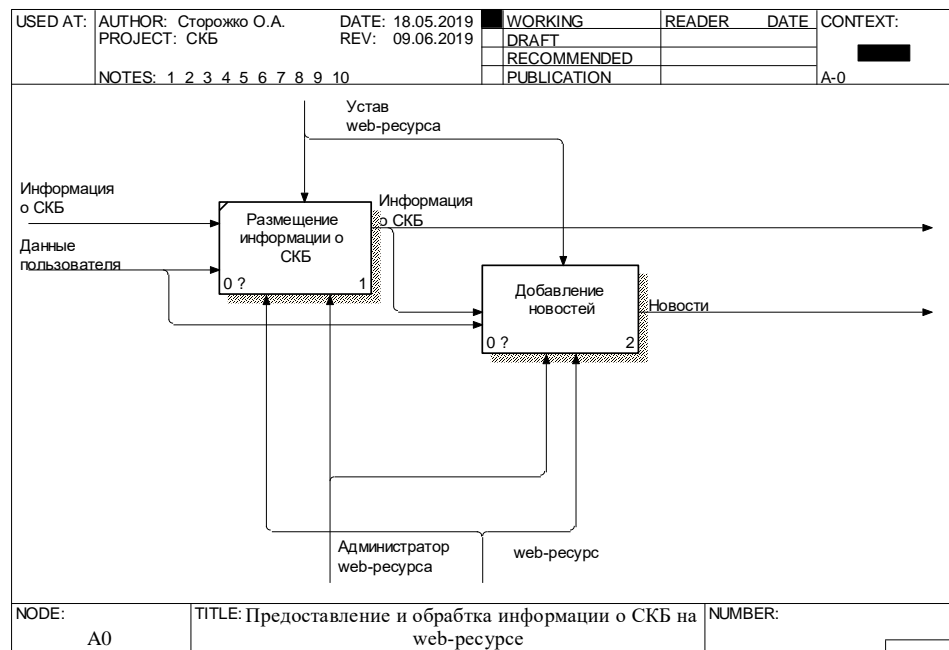 USED AT: AUTHOR: Сторожко О.А. DATE: 18.05.2019 WORKING READER DATE CONTEXT:
PROJECT: СКБ REV: 09.06.2019 DRAFT
RECOMMENDED
NOTES: 1 2 3 4 5 6 7 8 9 10 PUBLICATION A-0
Устав
web-ресурса
Информация
о СКБ
Информация
о СКБ
Размещение
информации о
СКБ
0 ? 1
Данные
пользователя
Добавление
новостей
0 ? 2
Новости
Администратор
web-ресурса
web-ресурс
NODE: TITLE: Предоставление и обрабтка информации о СКБ на NUMBER:
A0 web-ресурсе